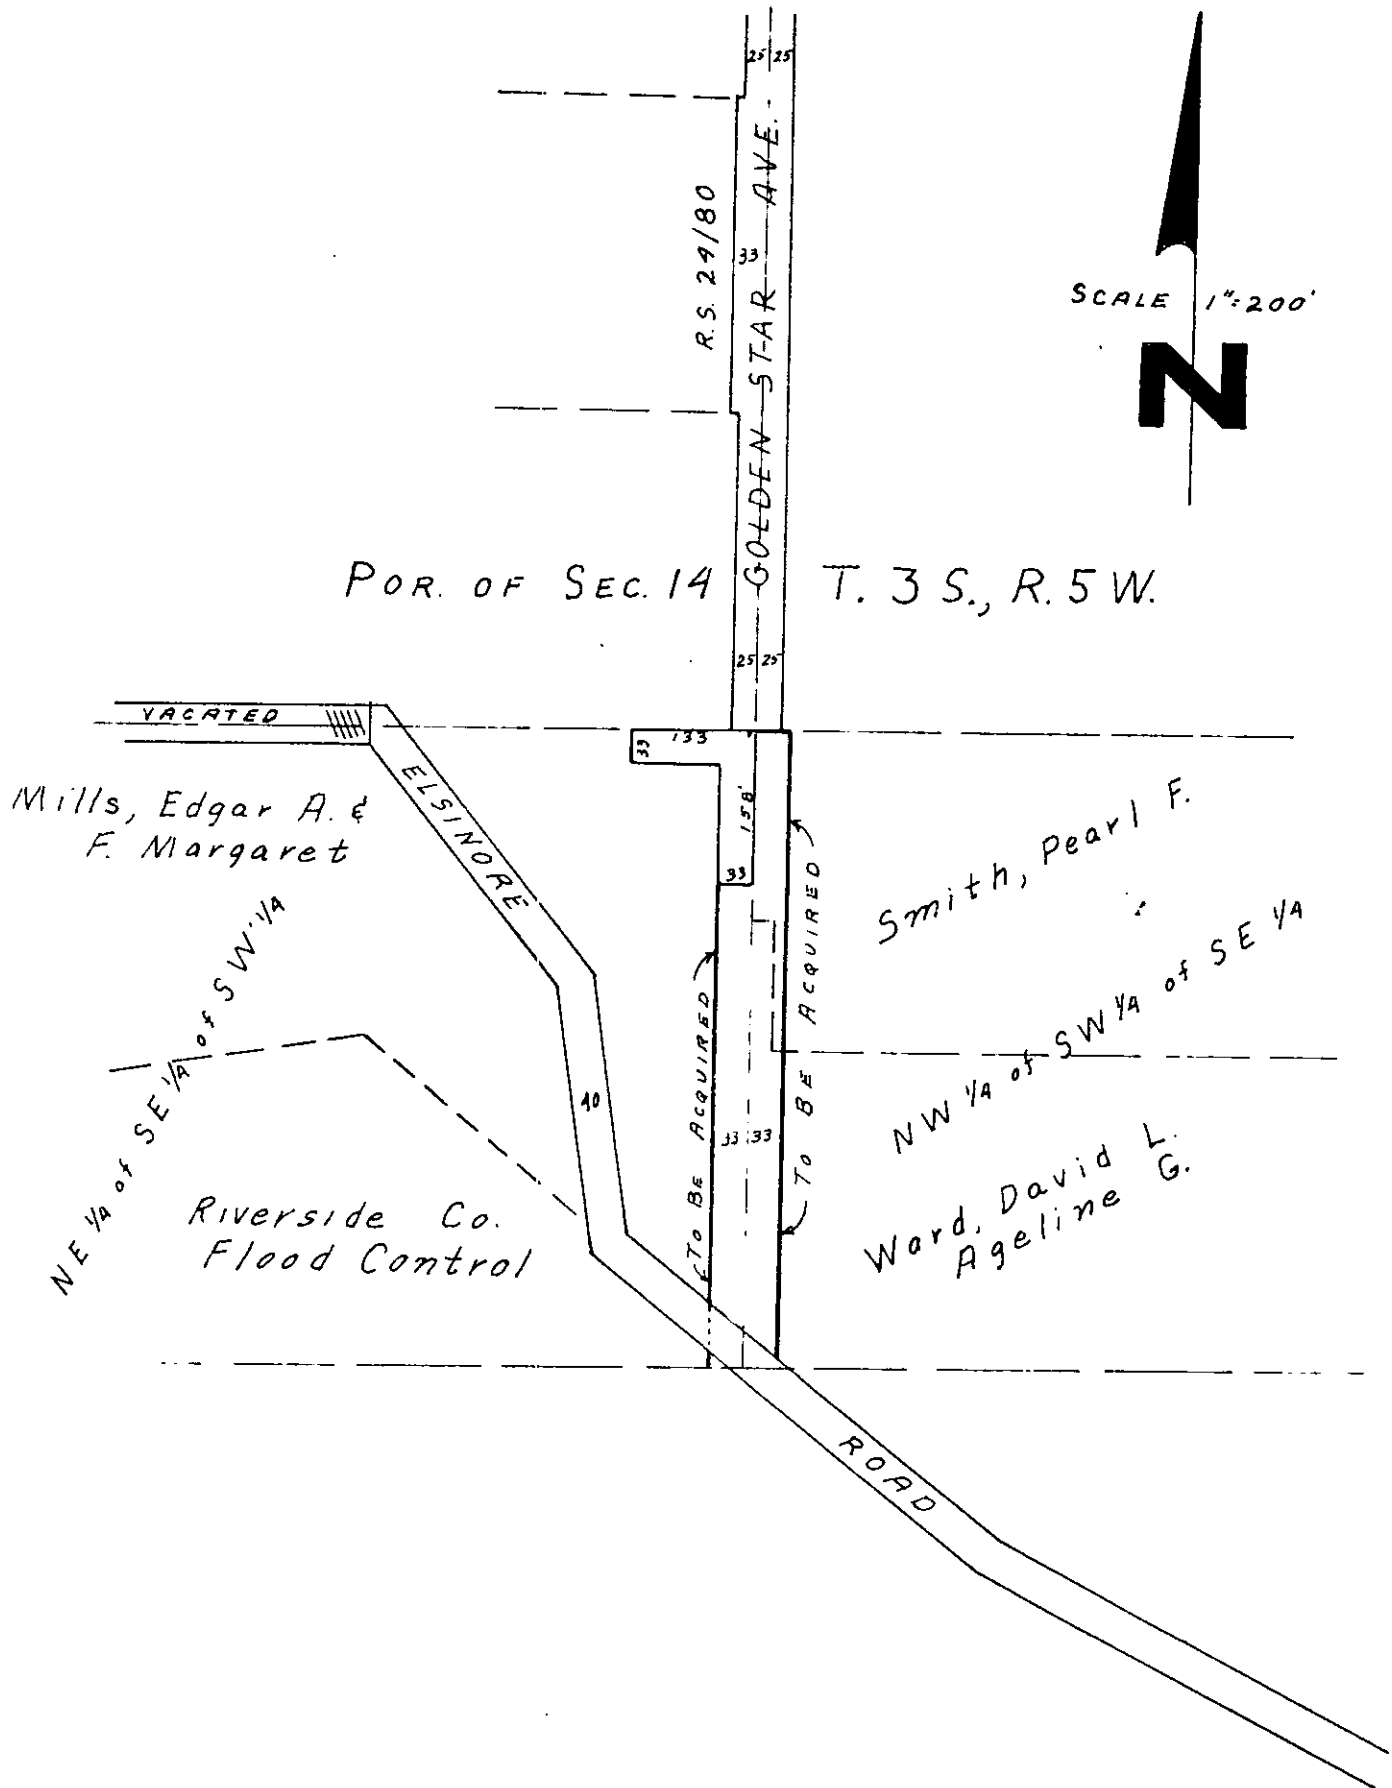 25 25
GOLDEN STAR AVE.
R.S. 24/80
33
SCALE 1"=200'
N
POR. OF SEC. 14 T. 3 S., R. 5 W.
25 25
VACATED
133
33
158'
33
ELSINORE
Mills, Edgar A. &
F. Margaret
Smith, Pearl F.
NE 1/4 of SE 1/4 of SW 1/4
NW 1/4 of SW 1/4 of SE 1/4
TO BE ACQUIRED
TO BE ACQUIRED
40
33 33
Riverside Co.
Flood Control
Ward, David L.
Ageline G.
ROAD